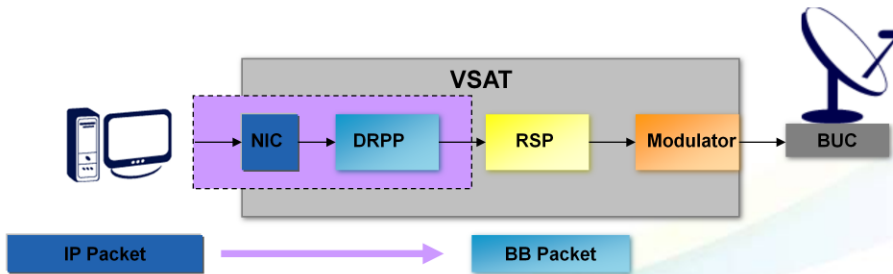 VSAT
NIC
DRPP
RSP
Modulator
BUC
IP Packet
BB Packet